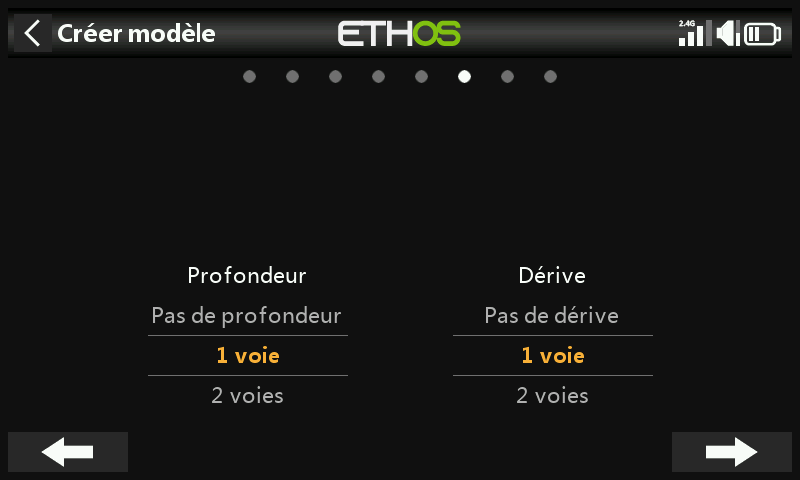 Créer modèle
ETHOS
2.4G
Profondeur
Dérive
Pas de profondeur
Pas de dérive
1 voie
1 voie
2 voies
2 voies